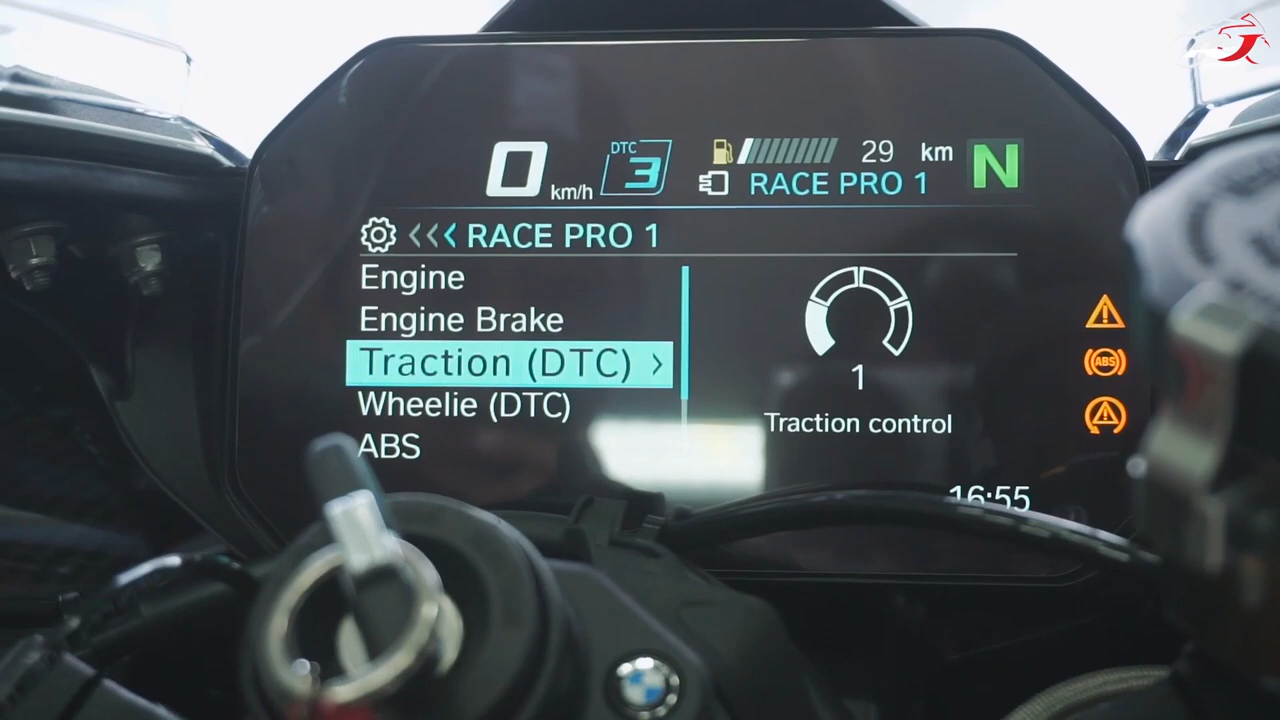 0 km/h
DTC 3
29 km
RACE PRO 1
N
RACE PRO 1
Engine
Engine Brake
Traction (DTC)
Wheelie (DTC)
ABS
1
Traction control
ABS
16:55